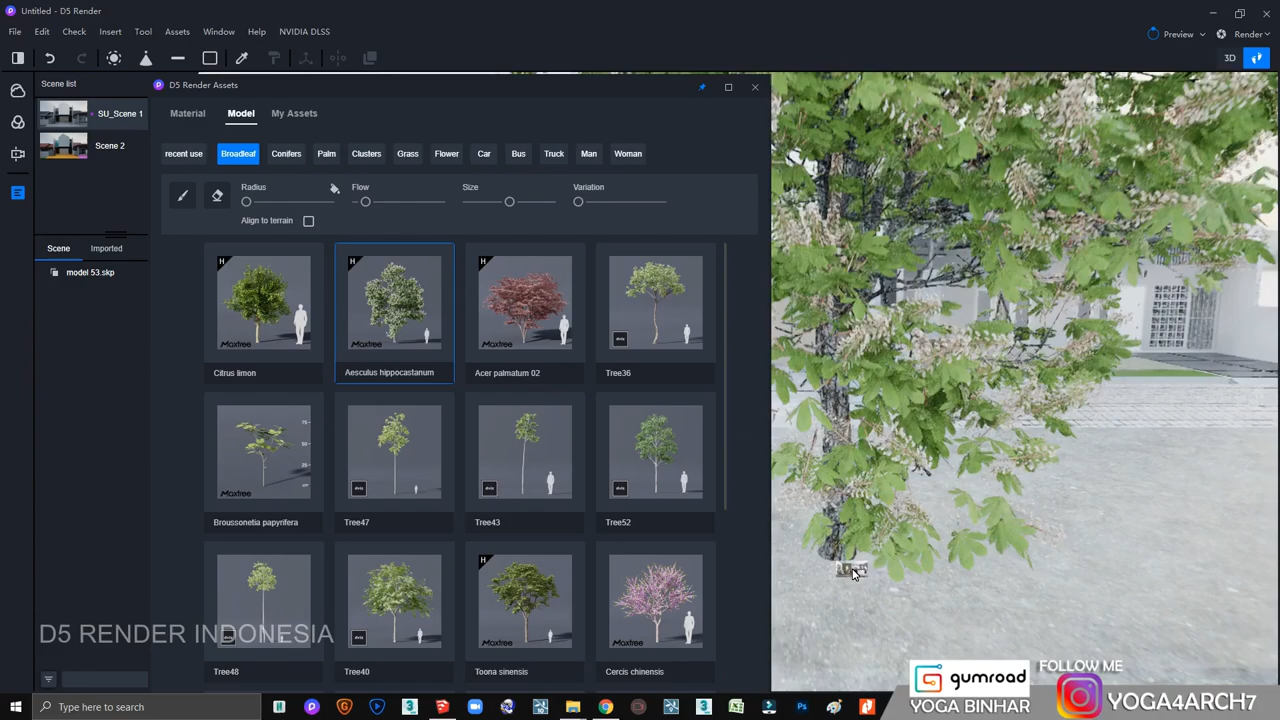 Untitled - D5 Render
File Edit Check Insert Tool Assets Window Help NVIDIA DLSS
Preview Render
3D
Scene list
SU_Scene 1
Scene 2
Scene Imported
model 53.skp
D5 Render Assets
Material Model My Assets
recent use Broadleaf Conifers Palm Clusters Grass Flower Car Bus Truck Man Woman
Radius Flow Size Variation
Align to terrain
H Maxtree H Maxtree H Maxtree
Citrus limon Aesculus hippocastanum Acer palmatum 02 Tree36
75
50
25
Maxtree
Broussonetia papyrifera Tree47 Tree43 Tree52
H
Maxtree Maxtree
Tree48 Tree40 Toona sinensis Cercis chinensis
D5 RENDER INDONESIA
gumroad
YOGA BINHAR
FOLLOW ME
YOGA4ARCH7
Type here to search